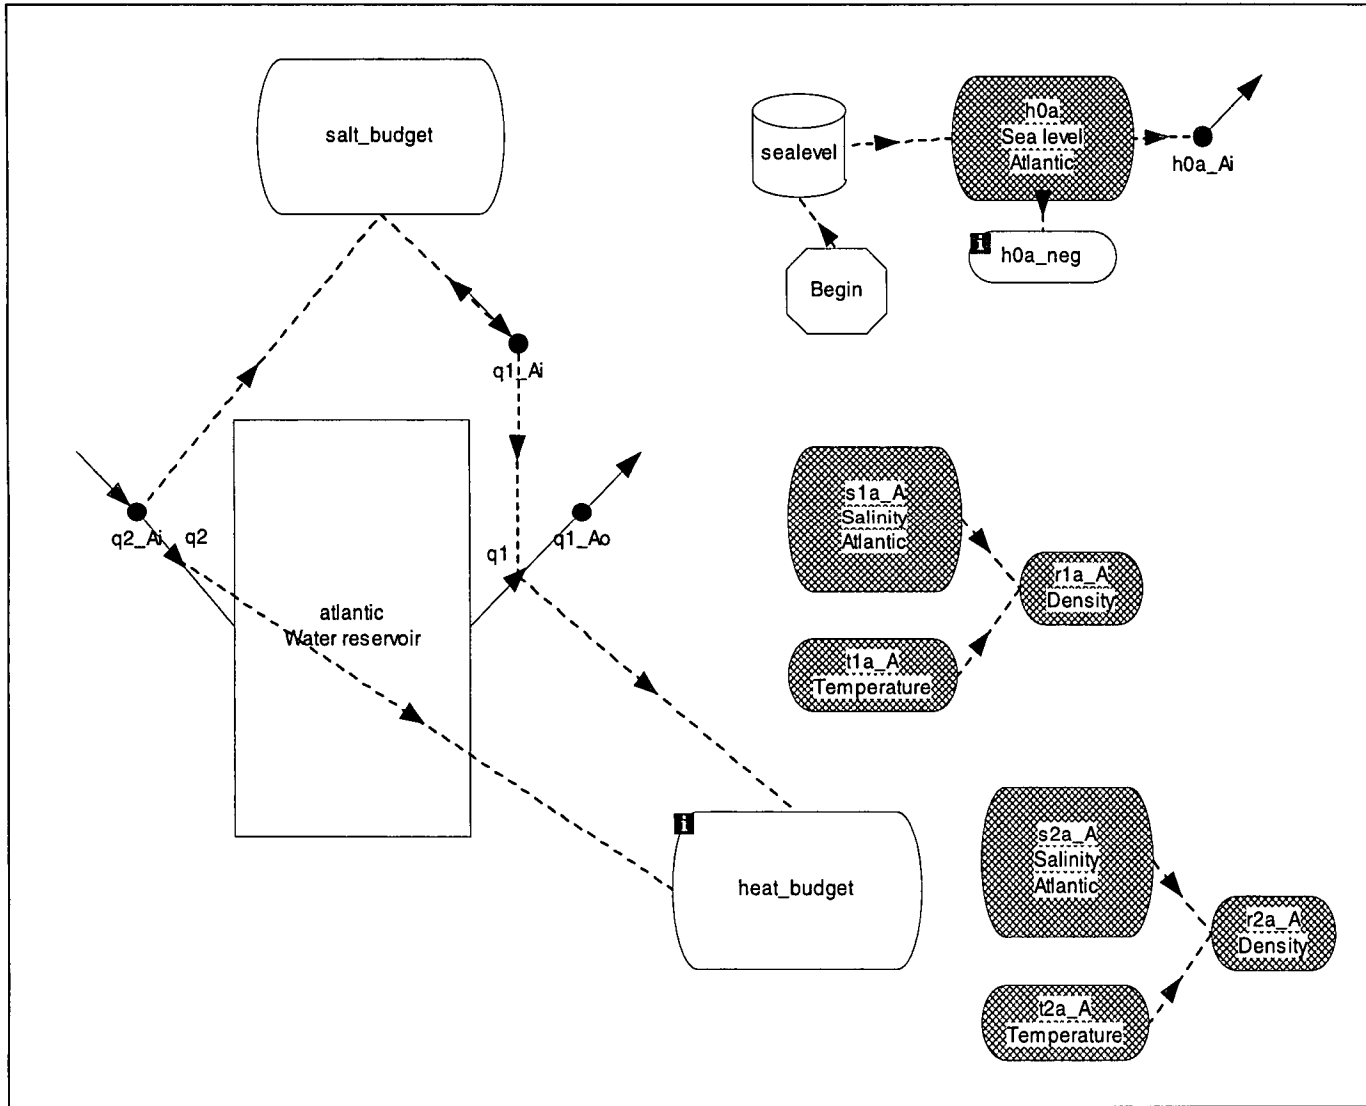 salt_budget
sealevel
h0a
Sea level
Atlantic
h0a_Ai
i
h0a_neg
Begin
q1_Ai
q2_Ai
q2
q1
q1_Ao
atlantic
Water reservoir
s1a_A
Salinity
Atlantic
r1a_A
Density
t1a_A
Temperature
i
heat_budget
s2a_A
Salinity
Atlantic
r2a_A
Density
t2a_A
Temperature